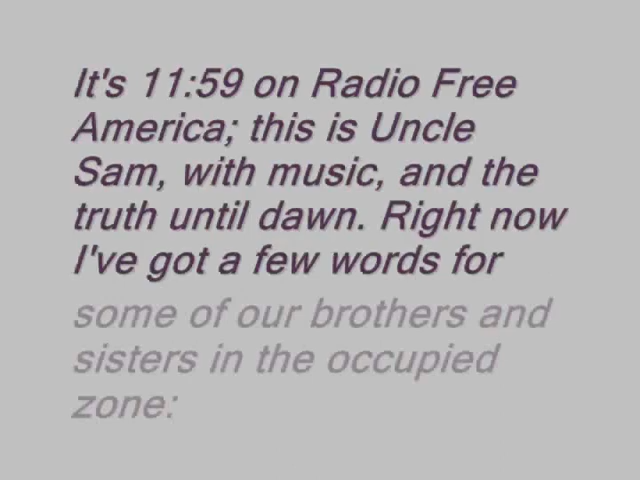 It's 11:59 on Radio Free
America; this is Uncle
Sam, with music, and the
truth until dawn. Right now
I've got a few words for
some of our brothers and
sisters in the occupied
zone: